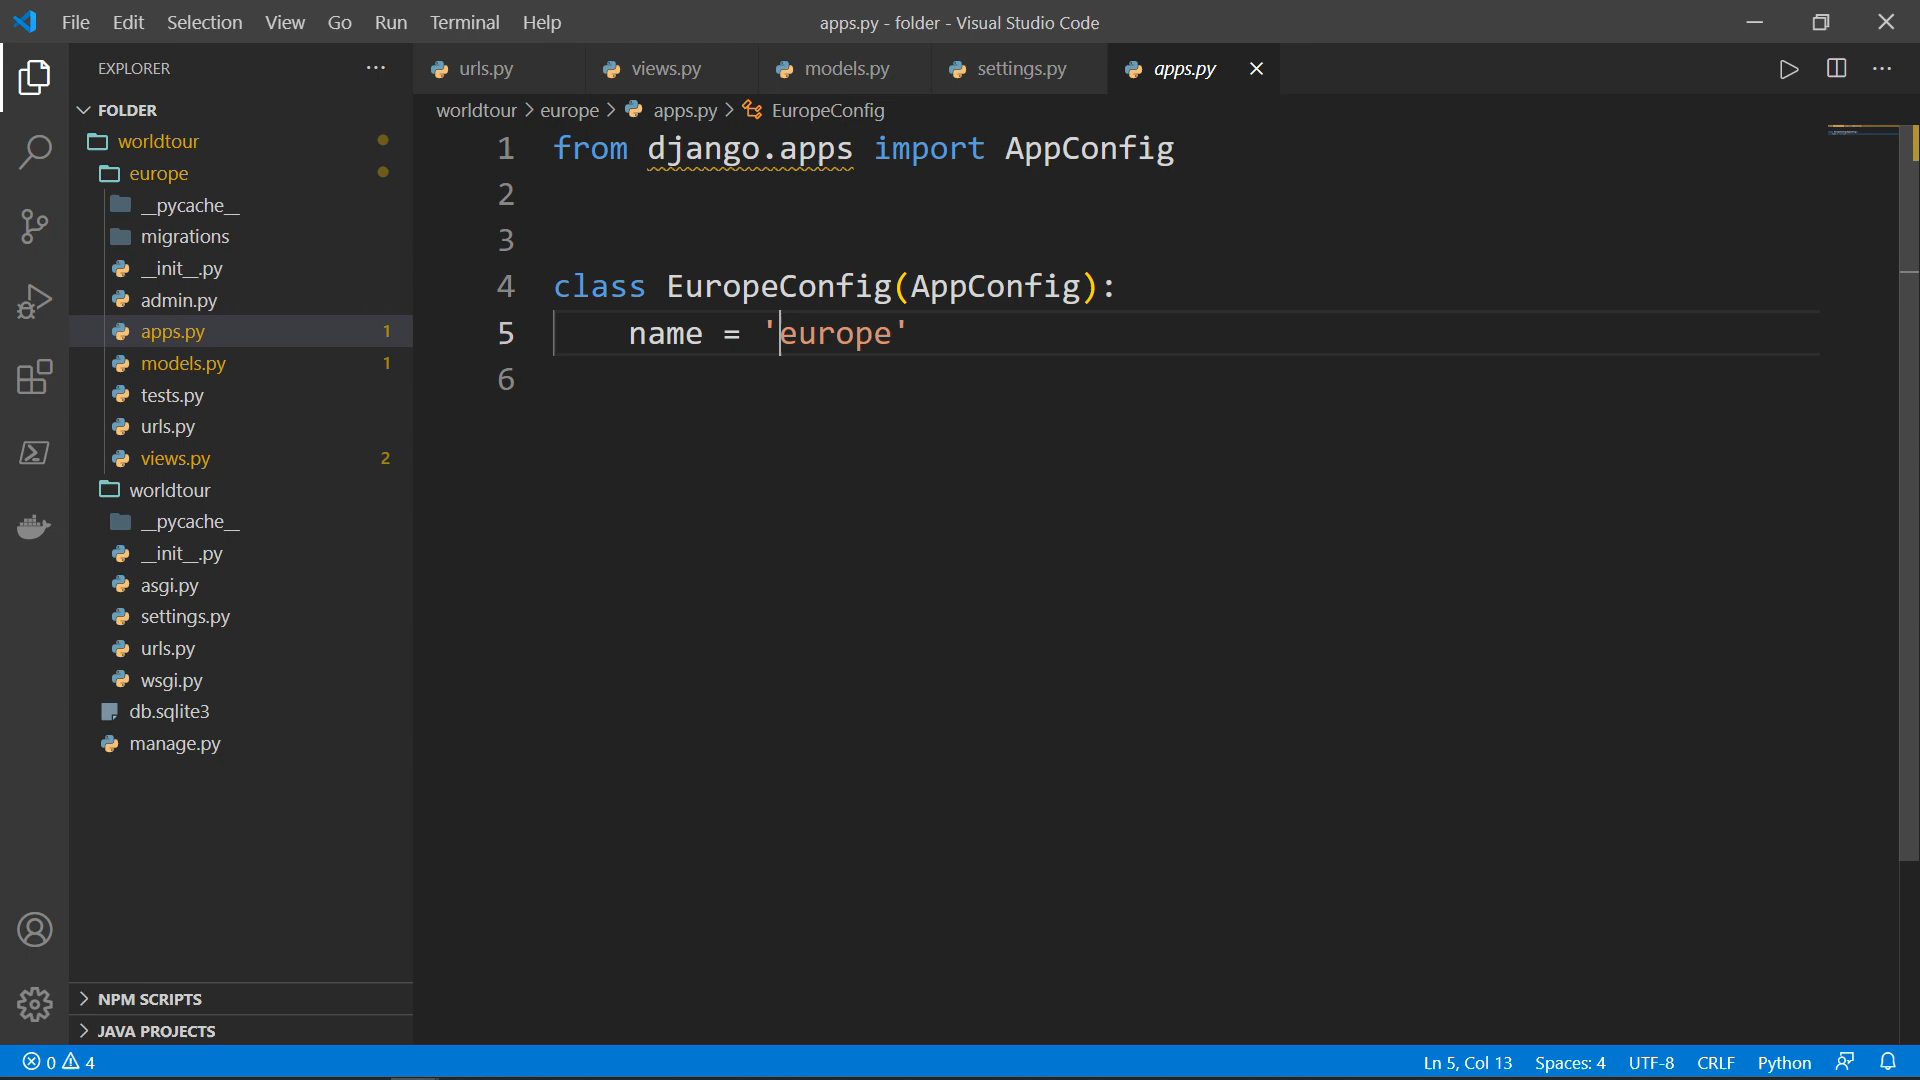 File Edit Selection View Go Run Terminal Help
apps.py - folder - Visual Studio Code
EXPLORER
urls.py
views.py
models.py
settings.py
apps.py
worldtour > europe > apps.py > EuropeConfig
FOLDER
worldtour
europe
__pycache__
migrations
__init__.py
admin.py
apps.py 1
models.py 1
tests.py
urls.py
views.py 2
worldtour
__pycache__
__init__.py
asgi.py
settings.py
urls.py
wsgi.py
db.sqlite3
manage.py
NPM SCRIPTS
JAVA PROJECTS
1 from django.apps import AppConfig
2
3
4 class EuropeConfig(AppConfig):
5     name = 'europe'
6
0 4
Ln 5, Col 13 Spaces: 4 UTF-8 CRLF Python